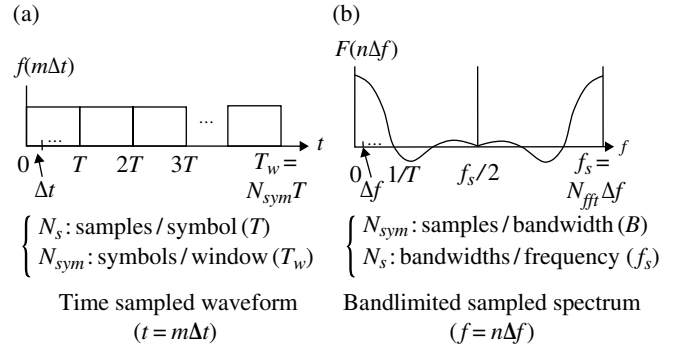 (a)
f(mΔt)
...
...
t
0
T
2T
3T
T_w =
N_sym T
Δt
N_s : samples / symbol (T)
N_sym : symbols / window (T_w)
Time sampled waveform
(t = mΔt)
(b)
F(nΔf)
...
f
0
1/T
f_s/2
f_s =
N_fft Δf
Δf
N_sym : samples / bandwidth (B)
N_s : bandwidths / frequency (f_s)
Bandlimited sampled spectrum
(f = nΔf)